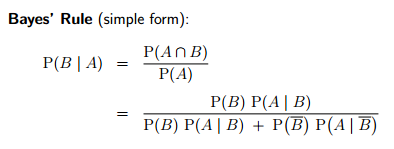 Bayes' Rule (simple form):
P(B | A) = P(A ∩ B) / P(A)
= P(B) P(A | B) / P(B) P(A | B) + P(B̅) P(A | B̅)